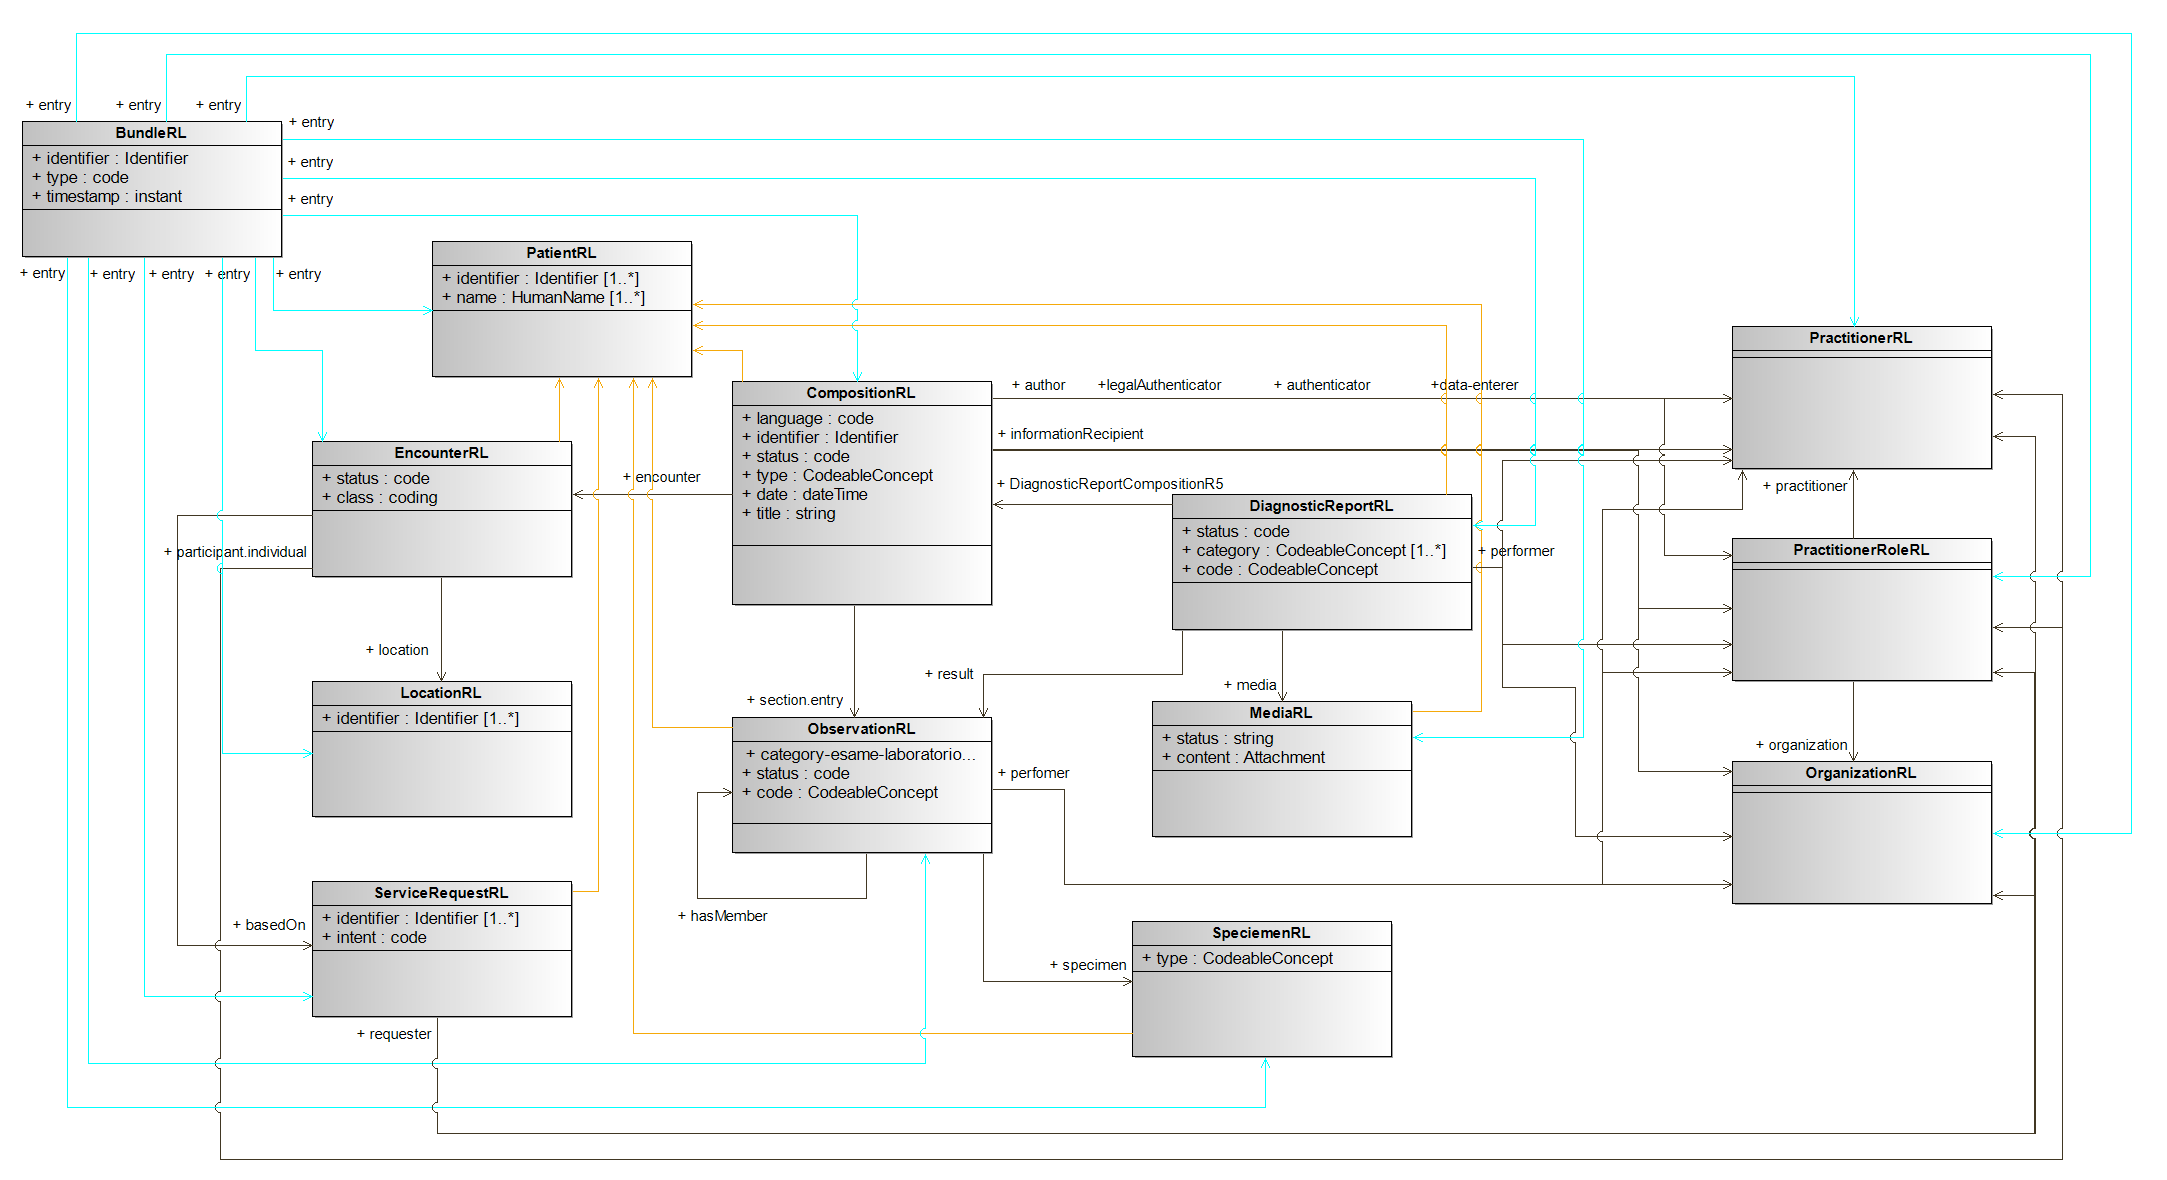 + entry
+ entry
+ entry
+ entry
BundleRL
+ identifier : Identifier
+ type : code
+ timestamp : instant
+ entry
+ entry
+ entry
+ entry
+ entry
+ entry
+ entry
PatientRL
+ identifier : Identifier [1..*]
+ name : HumanName [1..*]
CompositionRL
+ language : code
+ identifier : Identifier
+ status : code
+ type : CodeableConcept
+ date : dateTime
+ title : string
+ author
+legalAuthenticator
+ authenticator
+data-enterer
+ informationRecipient
+ DiagnosticReportCompositionR5
+ encounter
EncounterRL
+ status : code
+ class : coding
+ participant.individual
+ location
LocationRL
+ identifier : Identifier [1..*]
DiagnosticReportRL
+ status : code
+ category : CodeableConcept [1..*]
+ code : CodeableConcept
+ performer
+ result
+ media
+ section.entry
ObservationRL
+ category-esame-laboratorio...
+ status : code
+ code : CodeableConcept
+ perfomer
+ hasMember
MediaRL
+ status : string
+ content : Attachment
PractitionerRL
+ practitioner
PractitionerRoleRL
+ organization
OrganizationRL
ServiceRequestRL
+ identifier : Identifier [1..*]
+ intent : code
+ basedOn
+ requester
+ specimen
SpeciemenRL
+ type : CodeableConcept